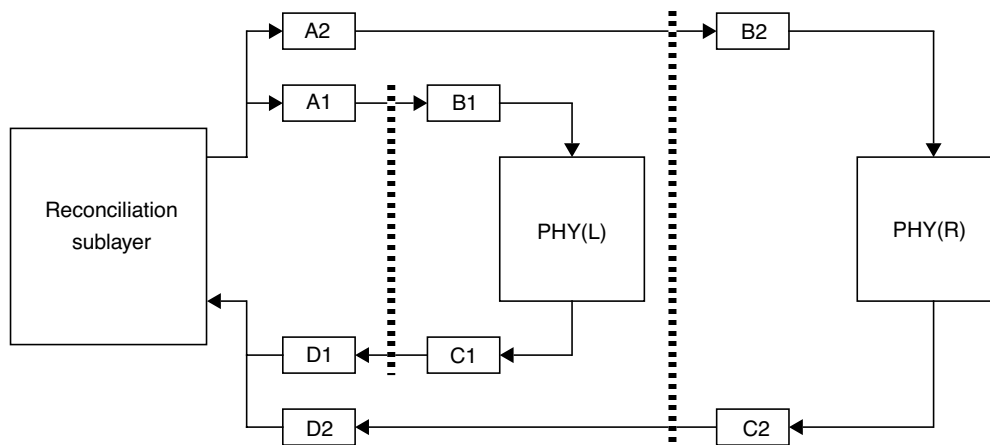 A2
B2
A1
B1
Reconciliation
sublayer
PHY(L)
PHY(R)
D1
C1
D2
C2